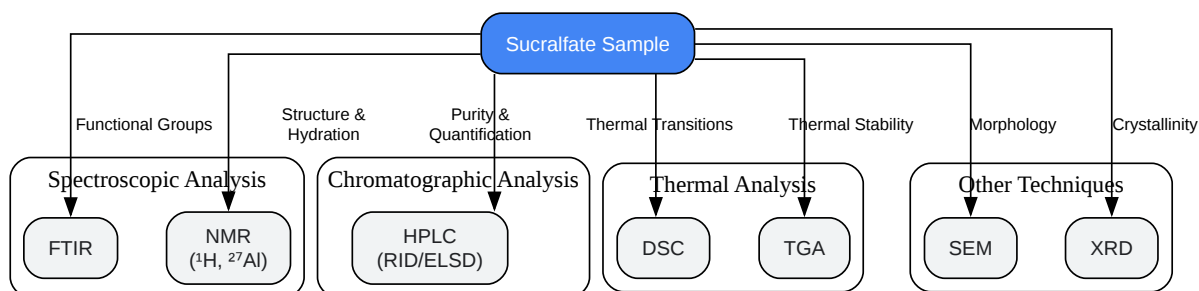 Sucralfate Sample
Functional Groups
Structure &
Hydration
Purity &
Quantification
Thermal Transitions
Thermal Stability
Morphology
Crystallinity
Spectroscopic Analysis
Chromatographic Analysis
Thermal Analysis
Other Techniques
FTIR
NMR
(¹H, ²⁷Al)
HPLC
(RID/ELSD)
DSC
TGA
SEM
XRD